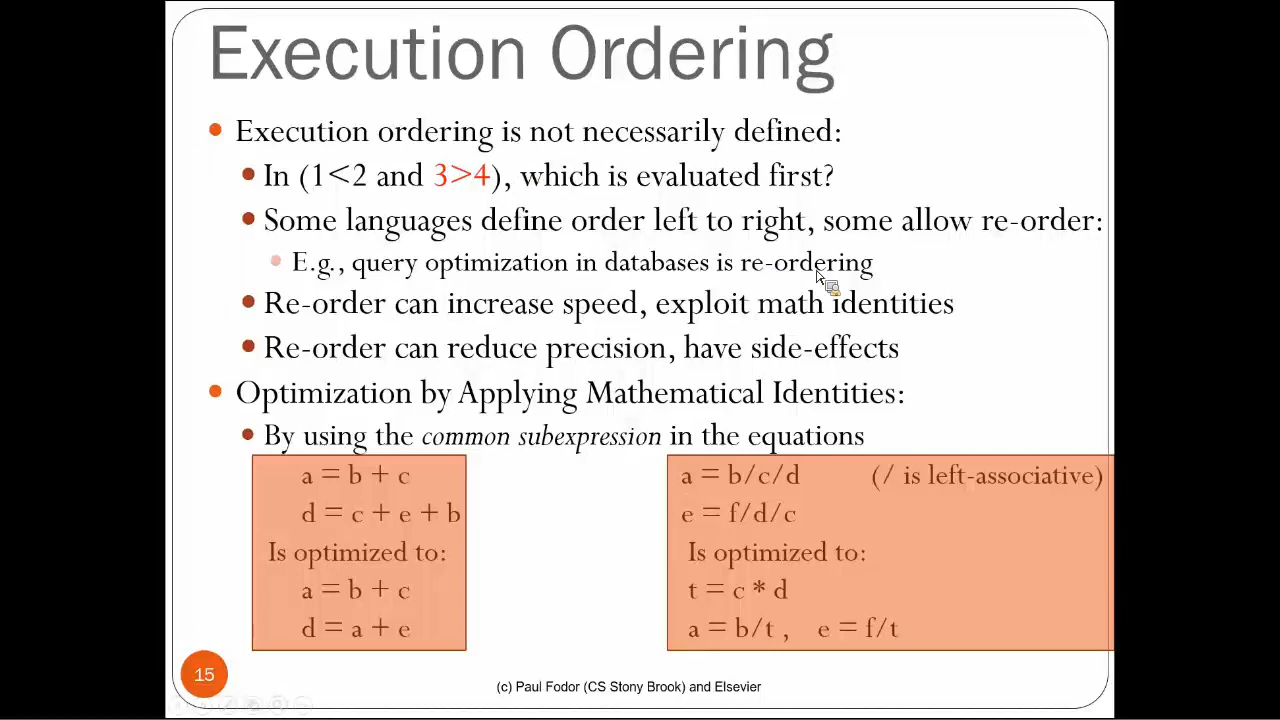 Execution Ordering
Execution ordering is not necessarily defined:
In (1<2 and 3>4), which is evaluated first?
Some languages define order left to right, some allow re-order:
E.g., query optimization in databases is re-ordering
Re-order can increase speed, exploit math identities
Re-order can reduce precision, have side-effects
Optimization by Applying Mathematical Identities:
By using the common subexpression in the equations
a = b + c
d = c + e + b
Is optimized to:
a = b + c
d = a + e
a = b/c/d (/ is left-associative)
e = f/d/c
Is optimized to:
t = c * d
a = b/t , e = f/t
15
(c) Paul Fodor (CS Stony Brook) and Elsevier